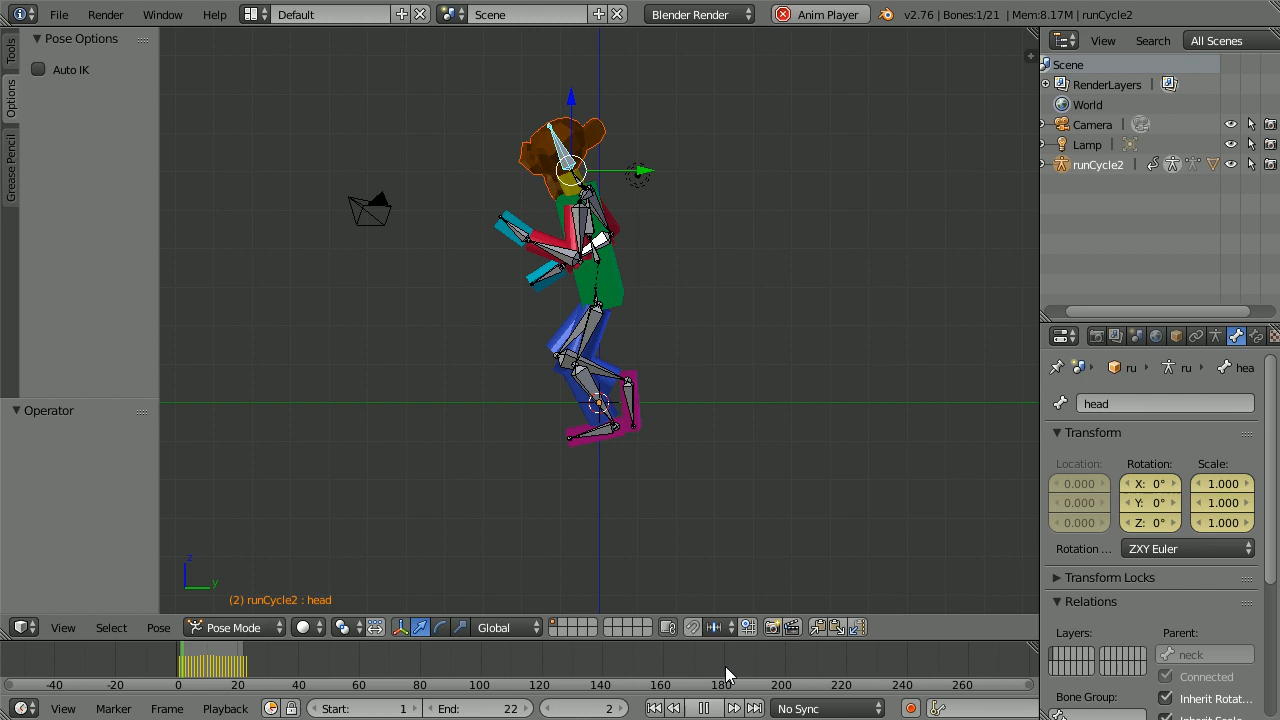 File Render Window Help Default Scene Blender Render Anim Player v2.76 | Bones:1/21 | Mem:8.17M | runCycle2
Pose Options
Auto IK
Tools
Options
Grease Pencil
Operator
z
y
(2) runCycle2 : head
View Select Pose Pose Mode Global
-40 -20 0 20 40 60 80 100 120 140 160 180 200 220 240 260
View Marker Frame Playback Start: 1 End: 22 2 No Sync
View Search All Scenes
Scene
RenderLayers
World
Camera
Lamp
runCycle2
ru ru hea
head
Transform
Location: Rotation: Scale:
0.000 X: 0° 1.000
0.000 Y: 0° 1.000
0.000 Z: 0° 1.000
Rotation ... ZXY Euler
Transform Locks
Relations
Layers: Parent:
neck
Connected
Bone Group: Inherit Rotat...